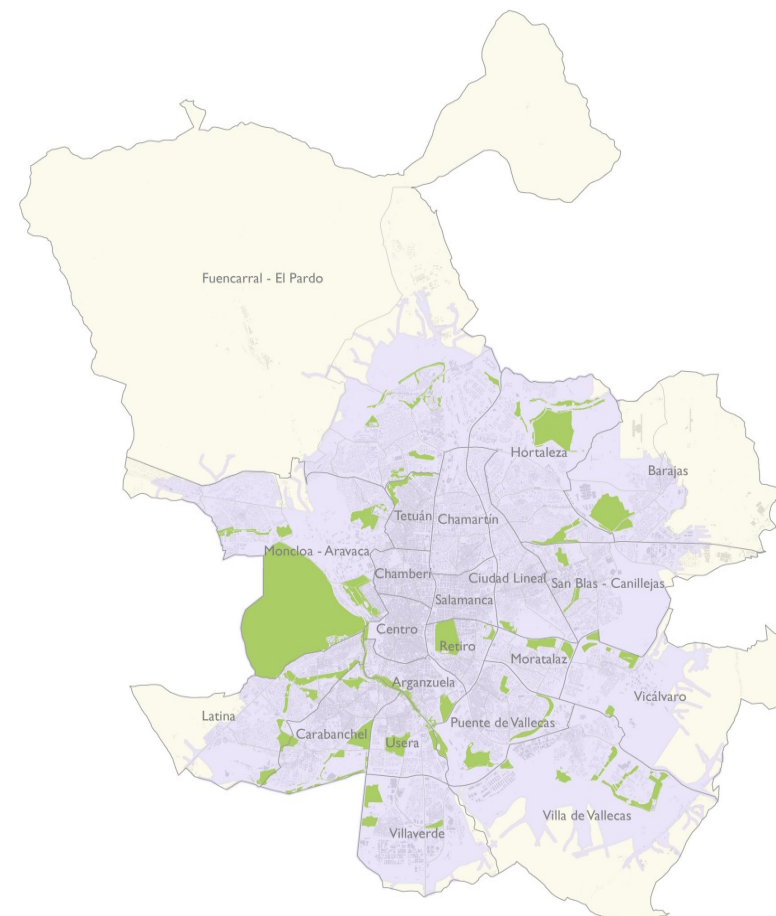 Fuencarral - El Pardo
Hortaleza
Barajas
Tetuán
Chamartín
Moncloa - Aravaca
Chamberí
Ciudad Lineal
San Blas - Canillejas
Salamanca
Centro
Retiro
Moratalaz
Arganzuela
Vicálvaro
Latina
Puente de Vallecas
Carabanchel
Usera
Villa de Vallecas
Villaverde